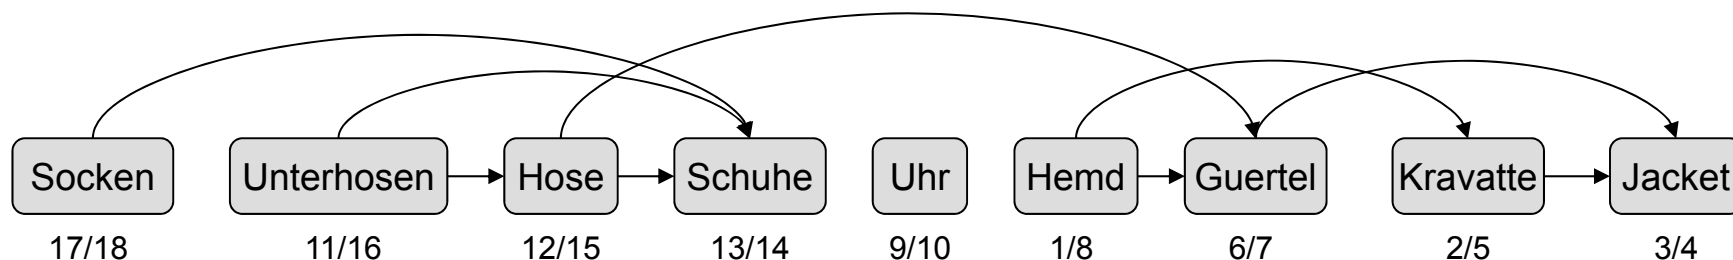 Socken Unterhosen Hose Schuhe Uhr Hemd Guertel Kravatte Jacket
17/18 11/16 12/15 13/14 9/10 1/8 6/7 2/5 3/4